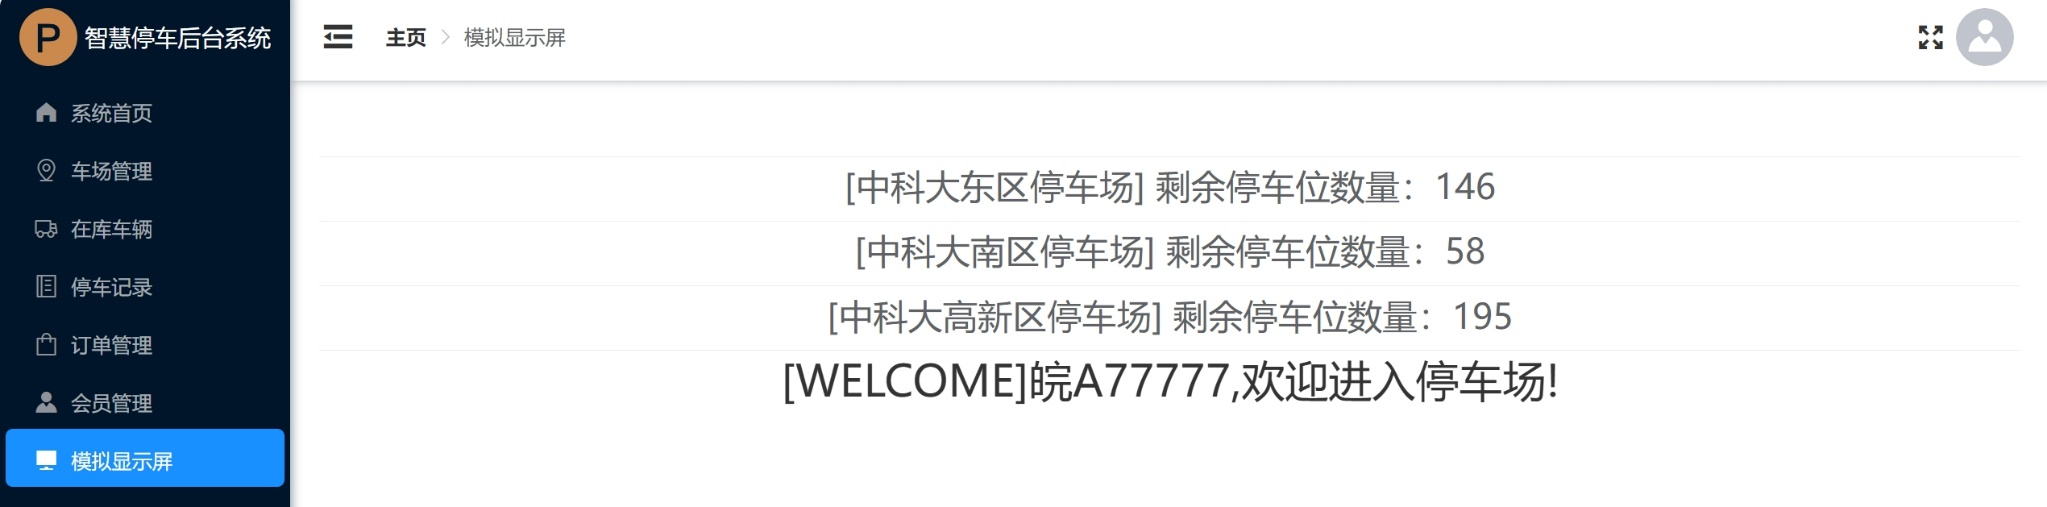 P 智慧停车后台系统
主页 > 模拟显示屏
系统首页
车场管理
在库车辆
停车记录
订单管理
会员管理
模拟显示屏
[中科大东区停车场] 剩余停车位数量：146
[中科大南区停车场] 剩余停车位数量：58
[中科大高新区停车场] 剩余停车位数量：195
[WELCOME]皖A77777,欢迎进入停车场!